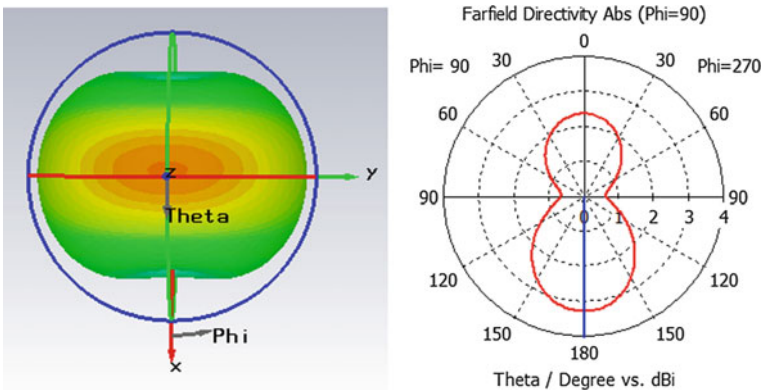 y
z
Theta
Phi
x
Farfield Directivity Abs (Phi=90)
0
30 30
Phi= 90 Phi=270
60 60
90 0 1 2 3 4 90
120 120
150 150
180
Theta / Degree vs. dBi